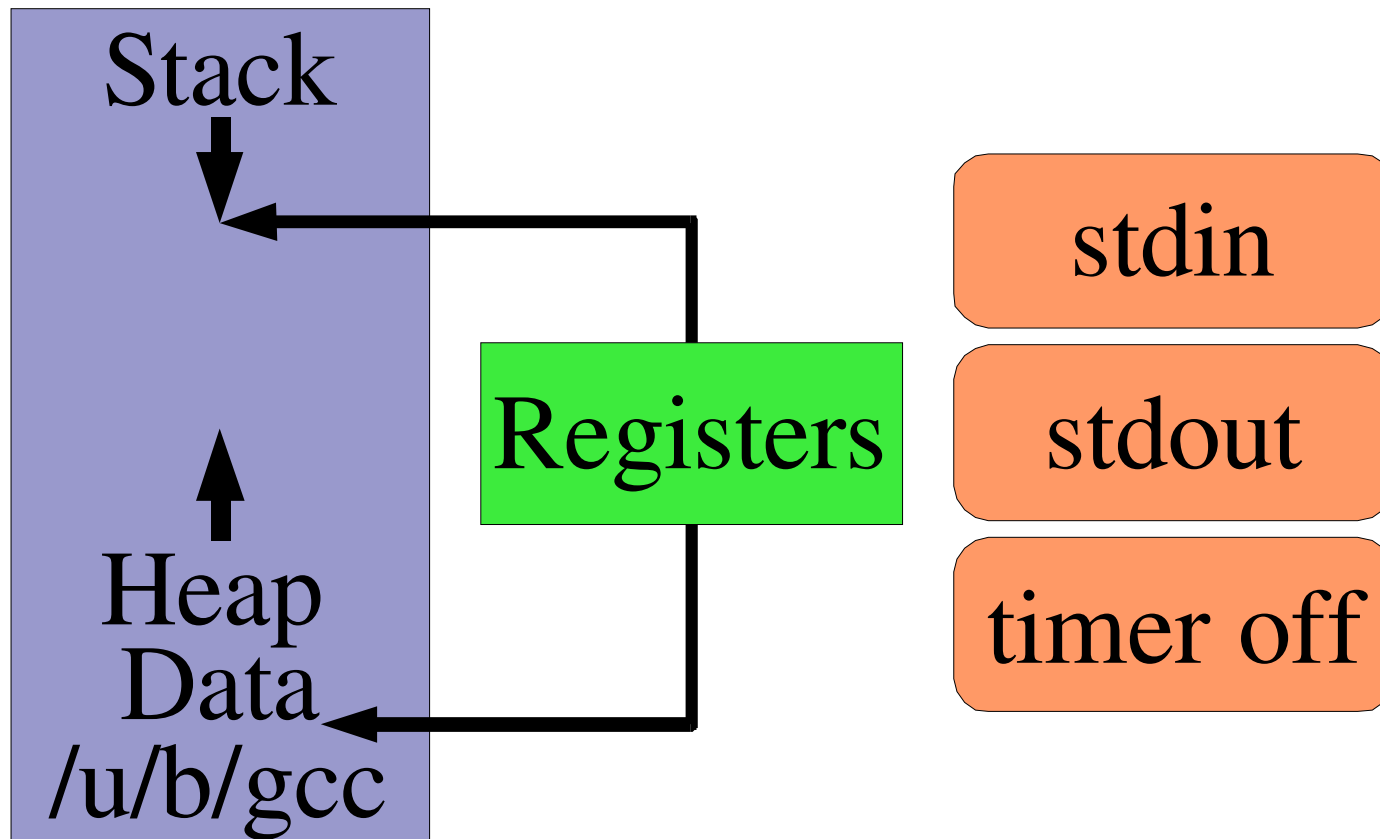 Stack
Heap
Data
/u/b/gcc
Registers
stdin
stdout
timer off